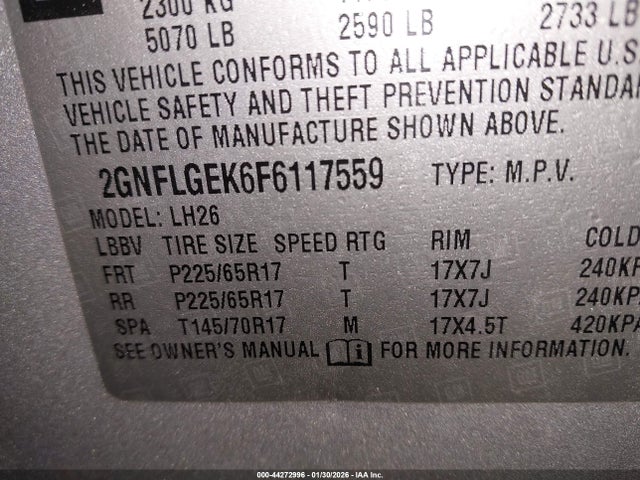 2300 KG
5070 LB 2590 LB 2733 LB
THIS VEHICLE CONFORMS TO ALL APPLICABLE U.S
VEHICLE SAFETY AND THEFT PREVENTION STANDAR
THE DATE OF MANUFACTURE SHOWN ABOVE.
2GNFLGEK6F6117559 TYPE: M.P.V.
MODEL: LH26
LBBV TIRE SIZE SPEED RTG RIM COLD
FRT P225/65R17 T 17X7J 240KP
RR P225/65R17 T 17X7J 240KPA
SPA T145/70R17 M 17X4.5T 420KPA
SEE OWNER'S MANUAL FOR MORE INFORMATION.
000-44272996 | 01/30/2026 - IAA Inc.